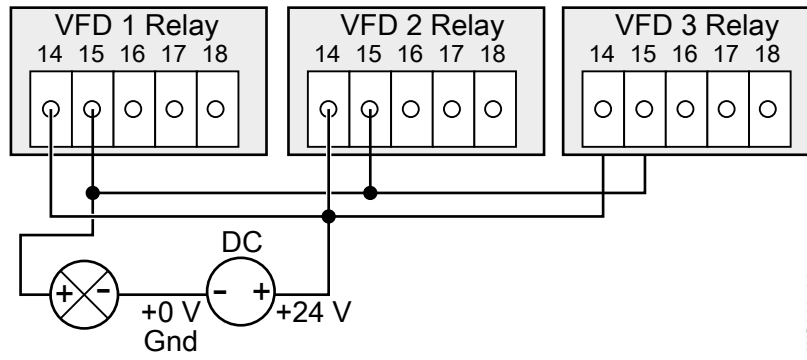 VFD 1 Relay VFD 2 Relay VFD 3 Relay
14 15 16 17 18 14 15 16 17 18 14 15 16 17 18
DC
+ - - +
+0 V +24 V
Gnd